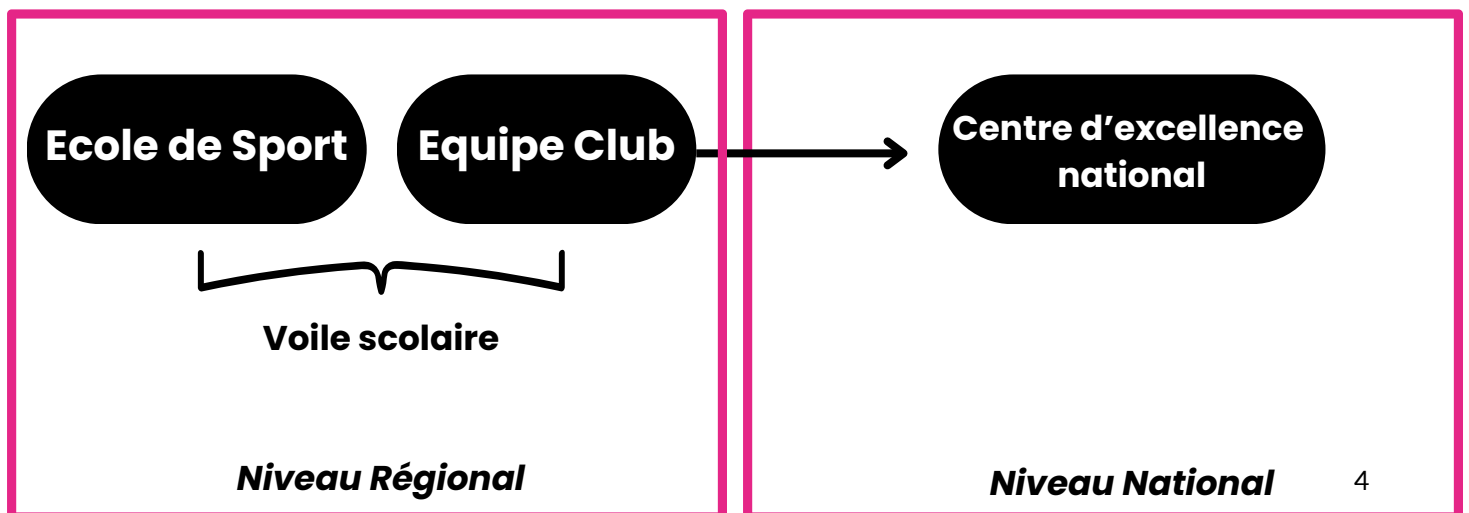 Ecole de Sport
Equipe Club
Centre d’excellence
national
Voile scolaire
Niveau Régional
Niveau National
4